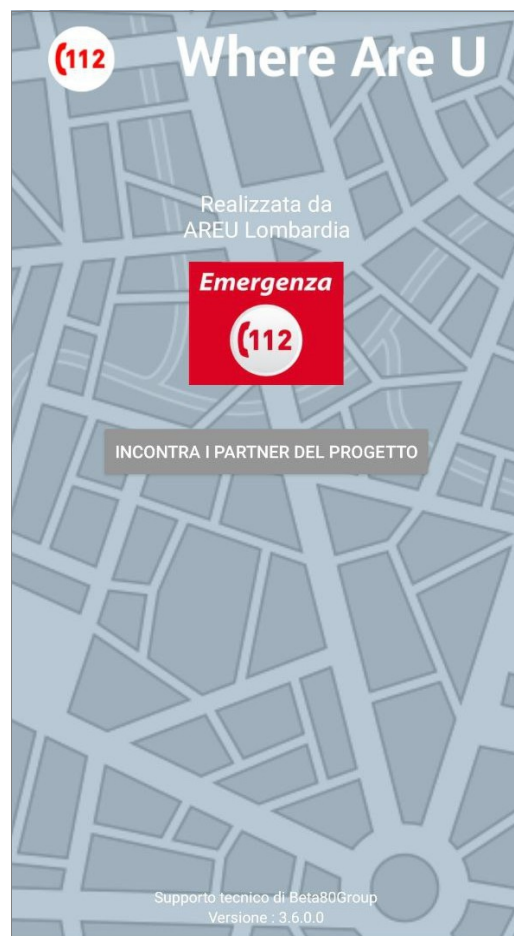 112
Where Are U
Realizzata da
AREU Lombardia
Emergenza
112
INCONTRA I PARTNER DEL PROGETTO
Supporto tecnico di Beta80Group
Versione : 3.6.0.0